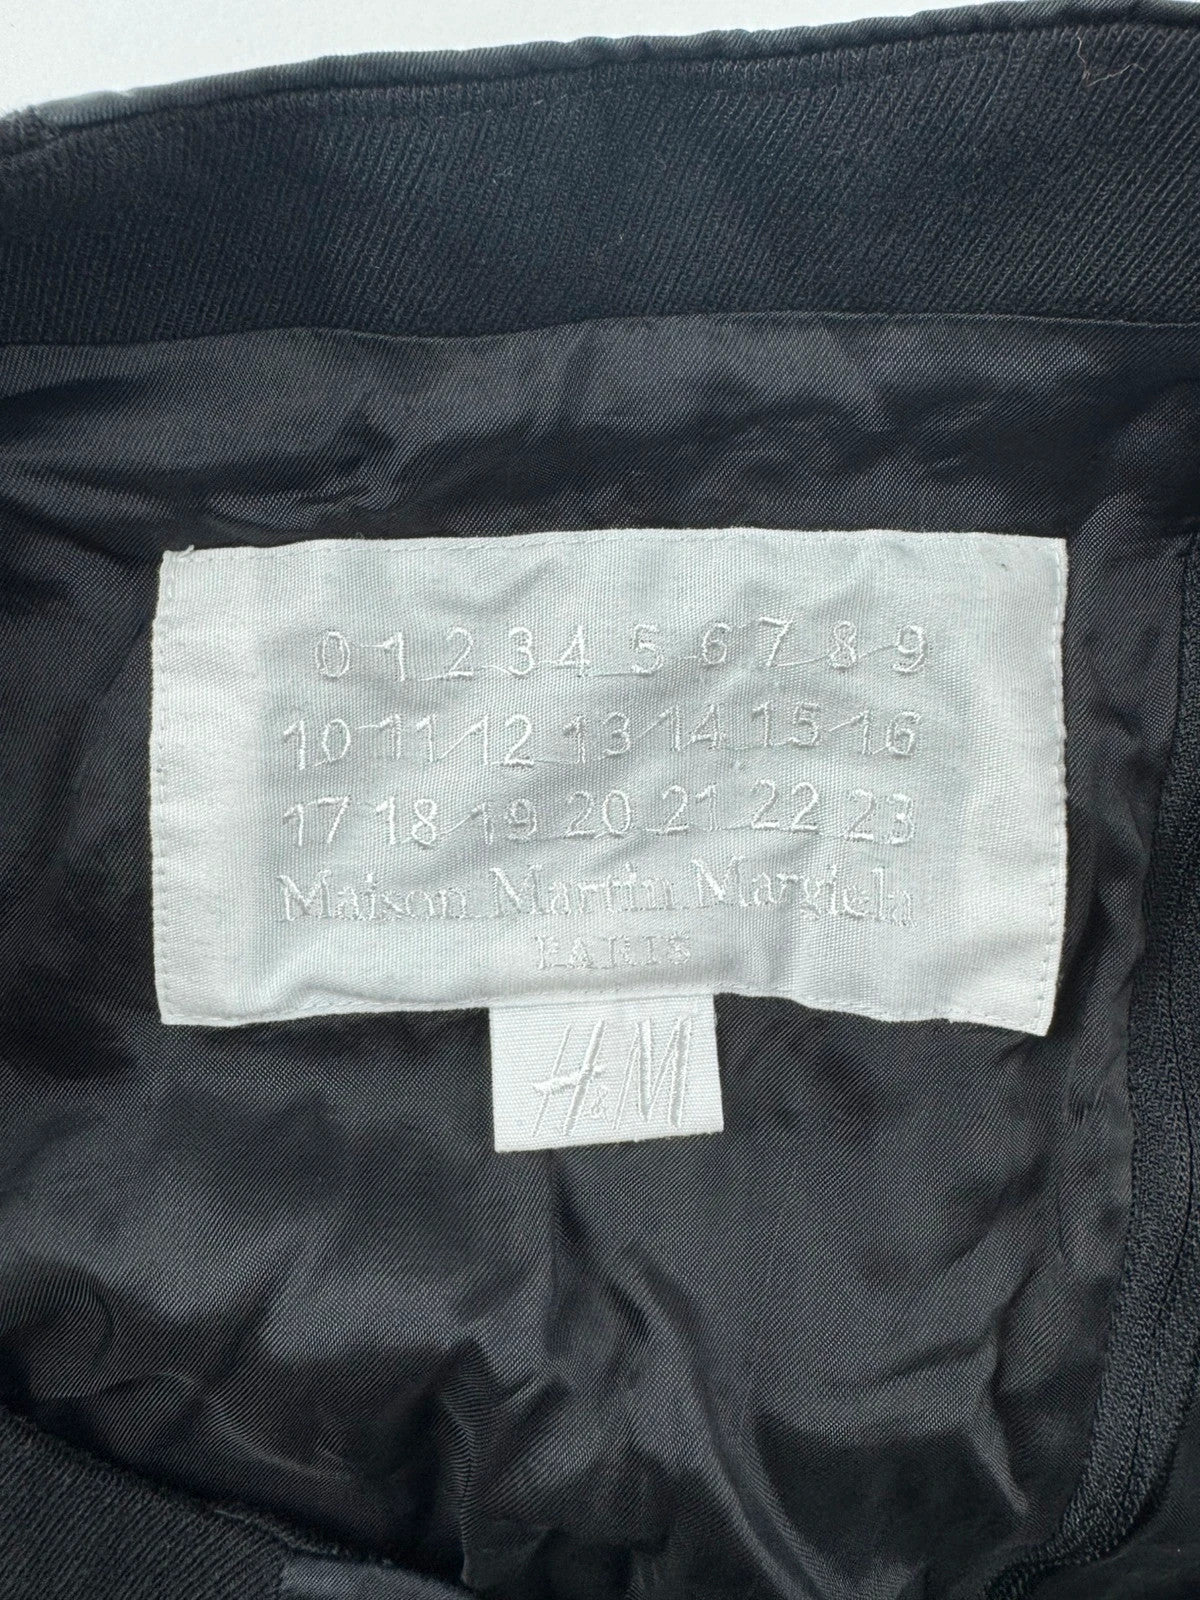 0 1 2 3 4 5 6 7 8 9
10 11 12 13 14 15 16
17 18 19 20 21 22 23
Maison Martin Margiela
PARIS
H&M